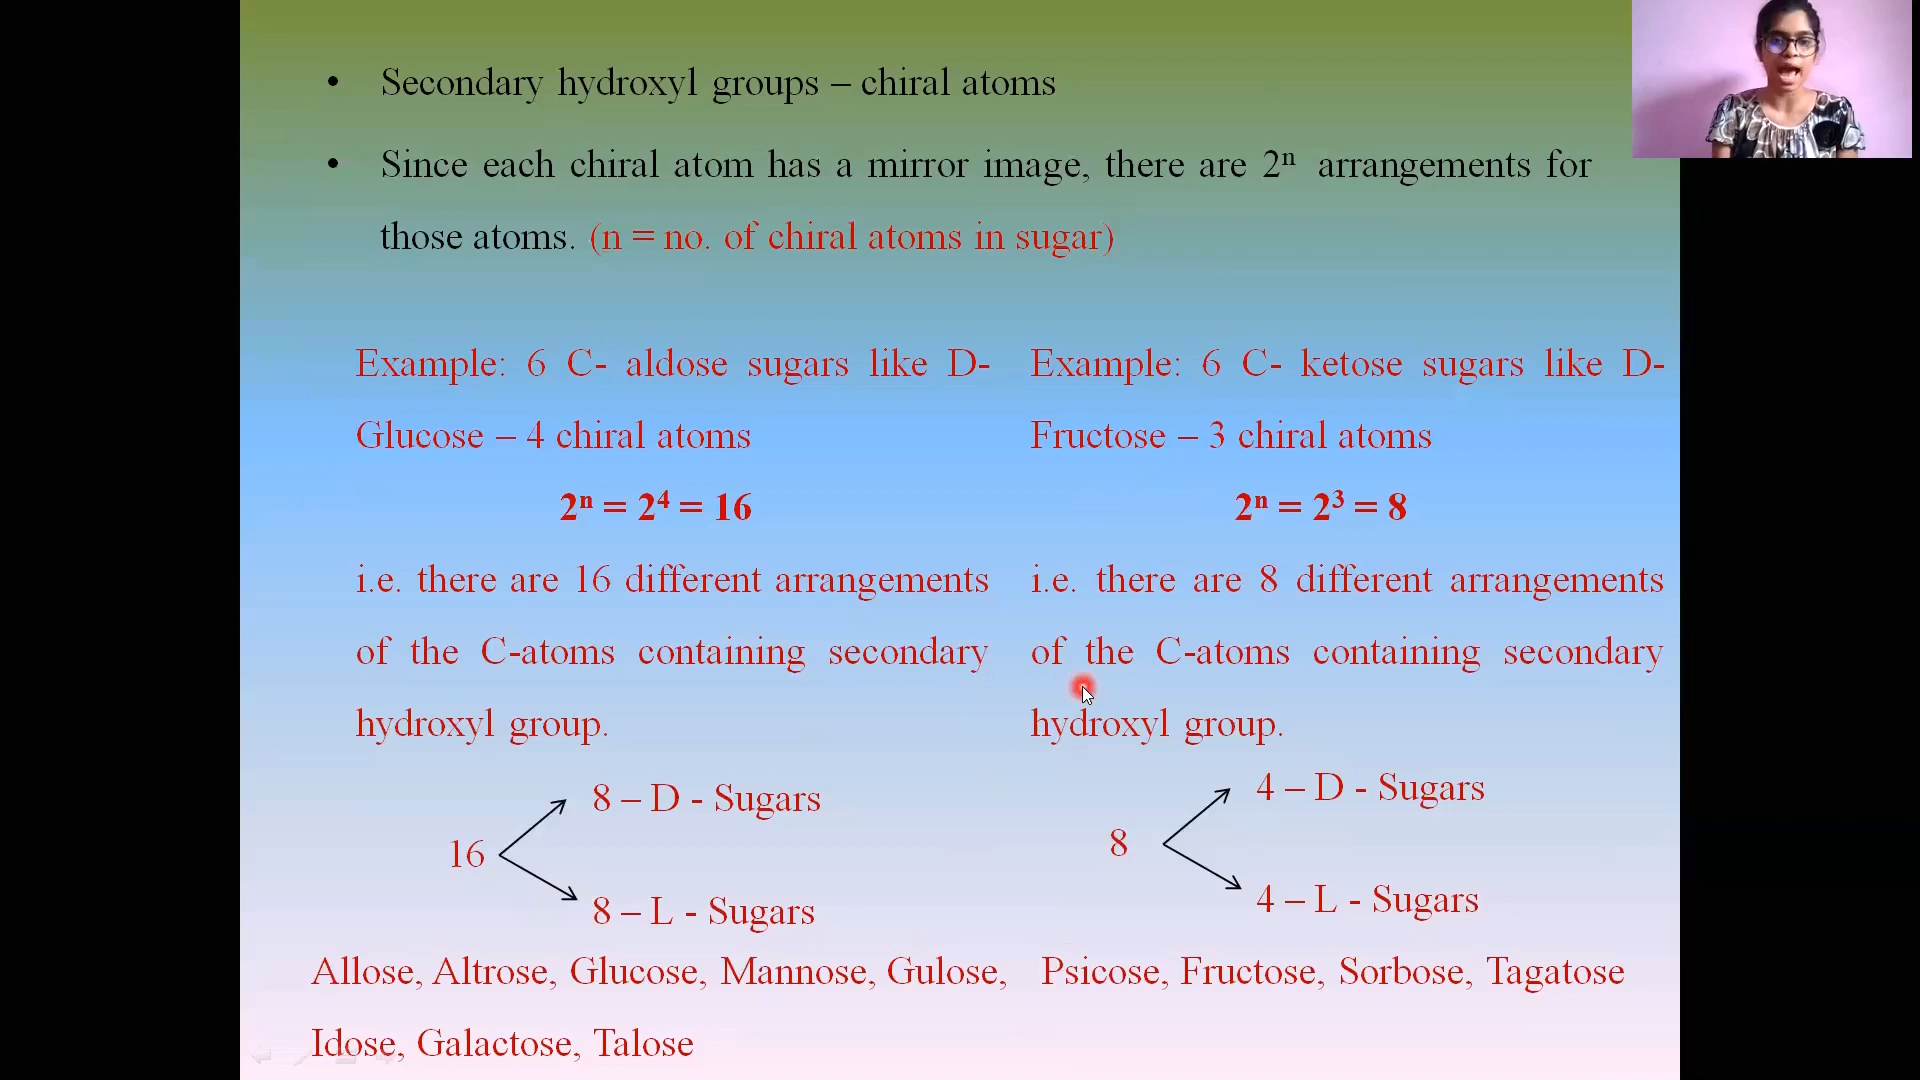 • Secondary hydroxyl groups – chiral atoms
• Since each chiral atom has a mirror image, there are 2ⁿ arrangements for
those atoms. (n = no. of chiral atoms in sugar)
Example: 6 C- aldose sugars like D-
Glucose – 4 chiral atoms
2ⁿ = 2⁴ = 16
i.e. there are 16 different arrangements
of the C-atoms containing secondary
hydroxyl group.
16
8 – D - Sugars
8 – L - Sugars
Allose, Altrose, Glucose, Mannose, Gulose,
Idose, Galactose, Talose
Example: 6 C- ketose sugars like D-
Fructose – 3 chiral atoms
2ⁿ = 2³ = 8
i.e. there are 8 different arrangements
of the C-atoms containing secondary
hydroxyl group.
8
4 – D - Sugars
4 – L - Sugars
Psicose, Fructose, Sorbose, Tagatose